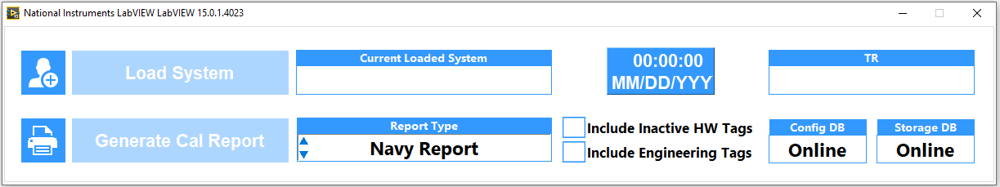 National Instruments LabVIEW LabVIEW 15.0.1.4023
Load System
Current Loaded System
00:00:00
MM/DD/YYY
TR
Generate Cal Report
Report Type
Navy Report
Include Inactive HW Tags
Include Engineering Tags
Config DB
Online
Storage DB
Online